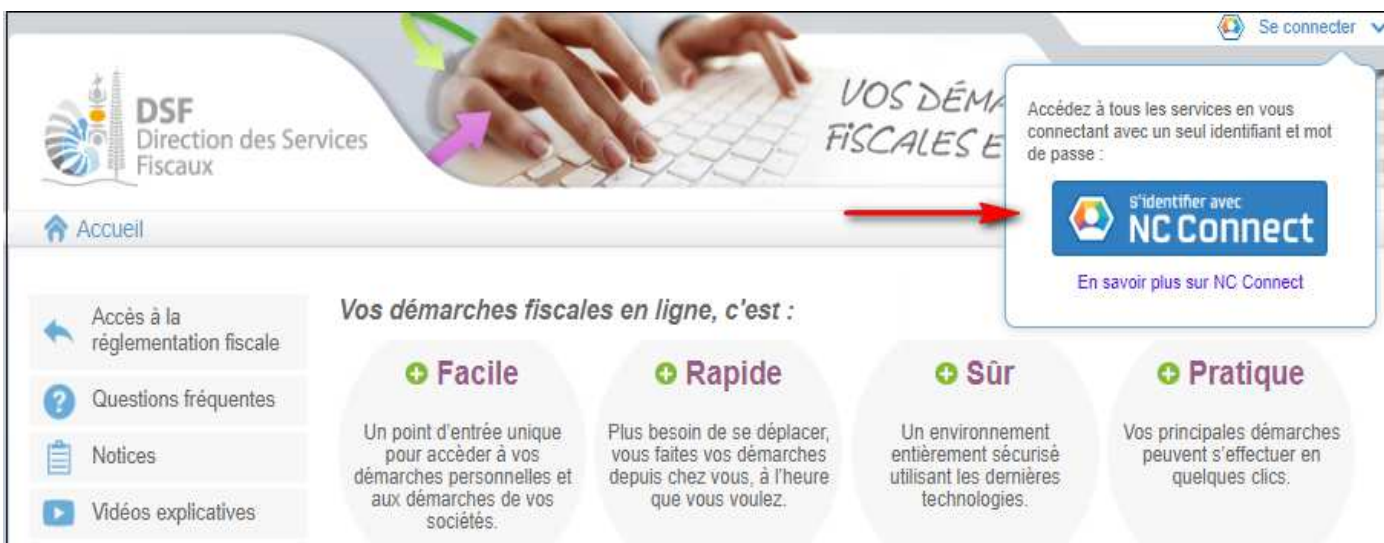 Se connecter
DSF
Direction des Services
Fiscaux
VOS DÉMA
FISCALES E
Accédez à tous les services en vous
connectant avec un seul identifiant et mot
de passe :
s'identifier avec
NC Connect
En savoir plus sur NC Connect
Accueil
Accès à la
réglementation fiscale
Questions fréquentes
Notices
Vidéos explicatives
Vos démarches fiscales en ligne, c'est :
Facile
Un point d'entrée unique
pour accèder à vos
démarches personnelles et
aux démarches de vos
sociétés.
Rapide
Plus besoin de se déplacer,
vous faites vos démarches
depuis chez vous, à l'heure
que vous voulez.
Sûr
Un environnement
entièrement sécurisé
utilisant les dernières
technologies.
Pratique
Vos principales démarches
peuvent s'effectuer en
quelques clics.